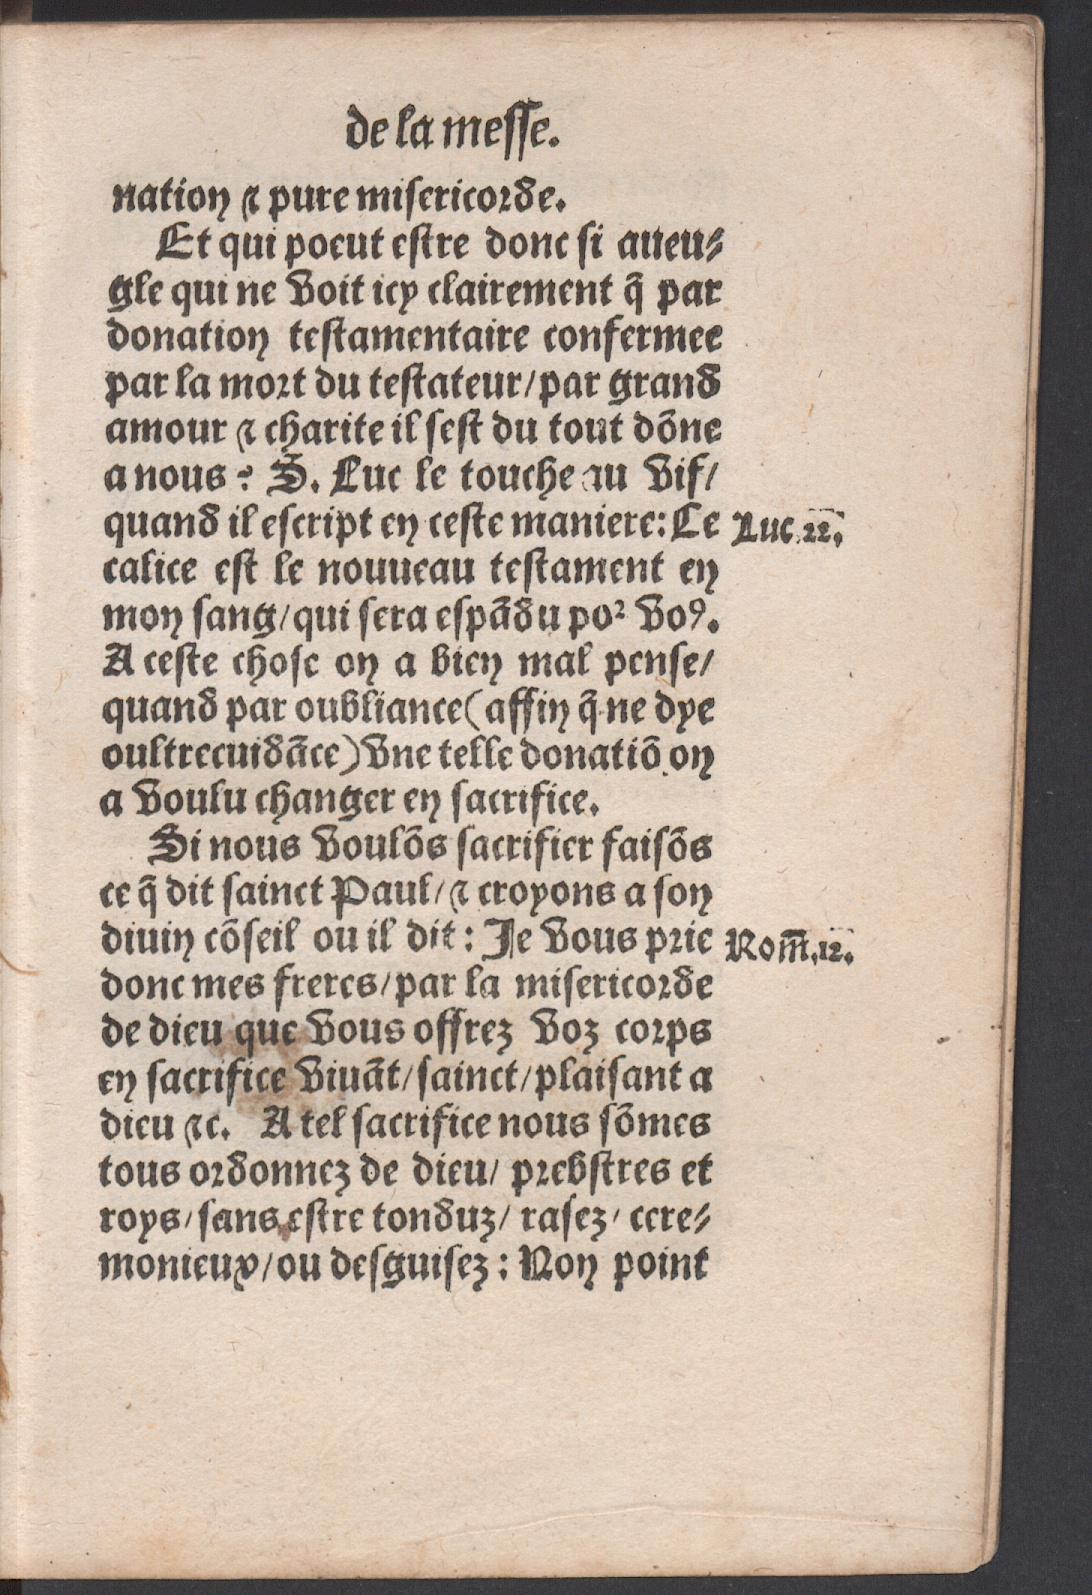 de la messe.
nation ⁊ pure misericorde.
Et qui poeut estre donc si aueu⸗
gle qui ne voit icy clairement q̃ par
donation testamentaire confermee
par la mort du testateur/par grand
amour ⁊ charite il sest du tout dõne
a nous ? S. Luc le touche au vif/
quand il escript en ceste maniere: Ce
Luc.22.
calice est le nouueau testament en
mon sang/qui sera espãdu poᷣ voꝰ.
A ceste chose on a bien mal pense/
quand par oubliance (affin q̃ ne dye
oultrecuidãce) vne telle donatiõ on
a voulu changer en sacrifice.
Si nous voulõs sacrifier faisõs
ce q̃ dit sainct Paul/⁊ croyons a son
diuin cõseil ou il dit: Je vous prie
Rom̃.12.
donc mes freres/par la misericorde
de dieu que vous offrez voz corps
en sacrifice viuãt/sainct/plaisant a
dieu ⁊c. A tel sacrifice nous sõmes
tous ordonnez de dieu/ prebstres et
roys/sans estre tonduz/ rasez/ cere⸗
monieux/ou desguisez: Non point